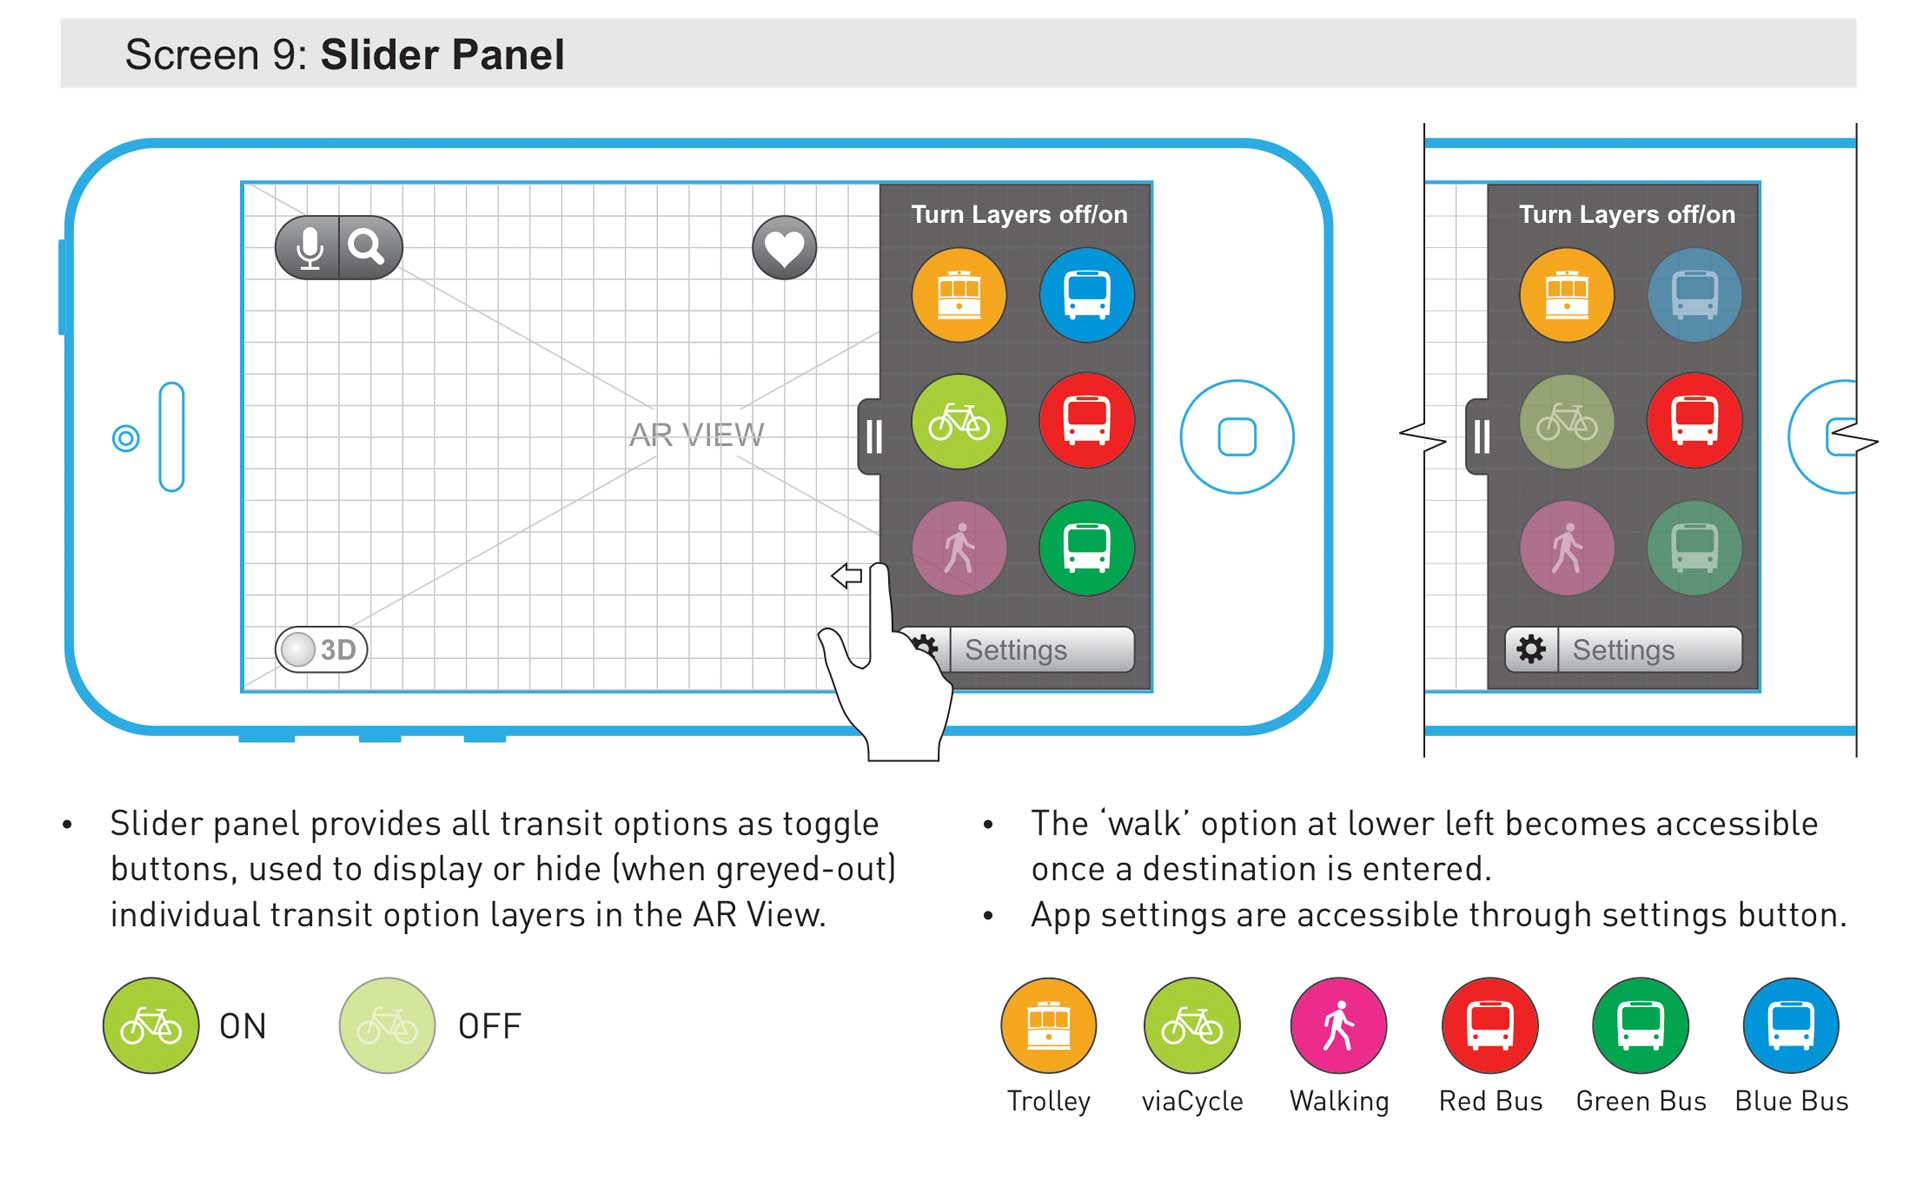 Screen 9: Slider Panel
Turn Layers off/on
AR VIEW
3D
Settings
Turn Layers off/on
Settings
• Slider panel provides all transit options as toggle
buttons, used to display or hide (when greyed-out)
individual transit option layers in the AR View.
ON
OFF
• The ‘walk’ option at lower left becomes accessible
once a destination is entered.
• App settings are accessible through settings button.
Trolley
viaCycle
Walking
Red Bus
Green Bus
Blue Bus